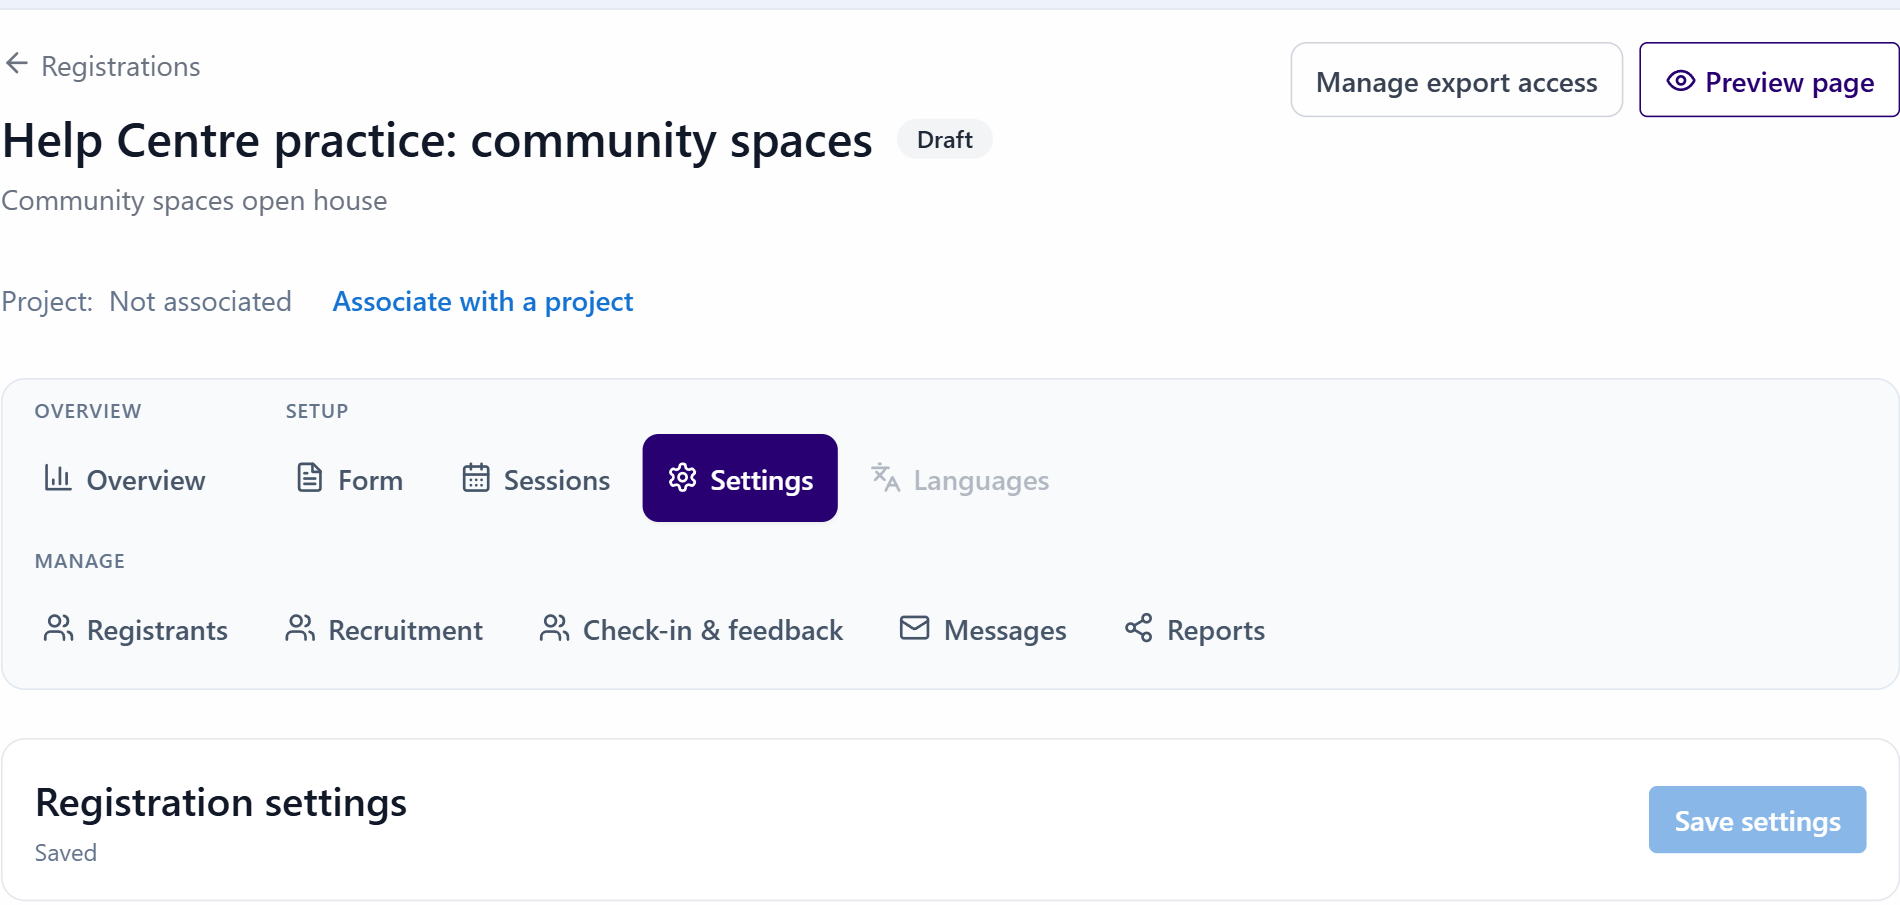 Registrations
Manage export access
Preview page
Help Centre practice: community spaces
Draft
Community spaces open house
Project: Not associated
Associate with a project
OVERVIEW
SETUP
Overview
Form
Sessions
Settings
Languages
MANAGE
Registrants
Recruitment
Check-in & feedback
Messages
Reports
Registration settings
Saved
Save settings